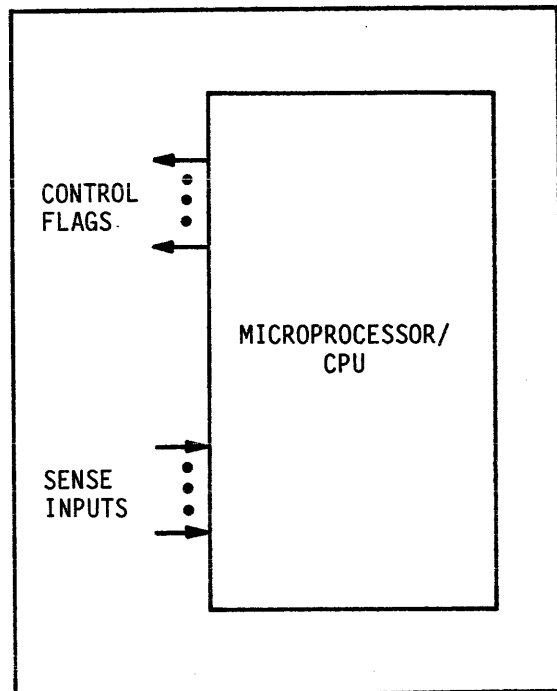 CONTROL
FLAGS
MICROPROCESSOR/
CPU
SENSE
INPUTS